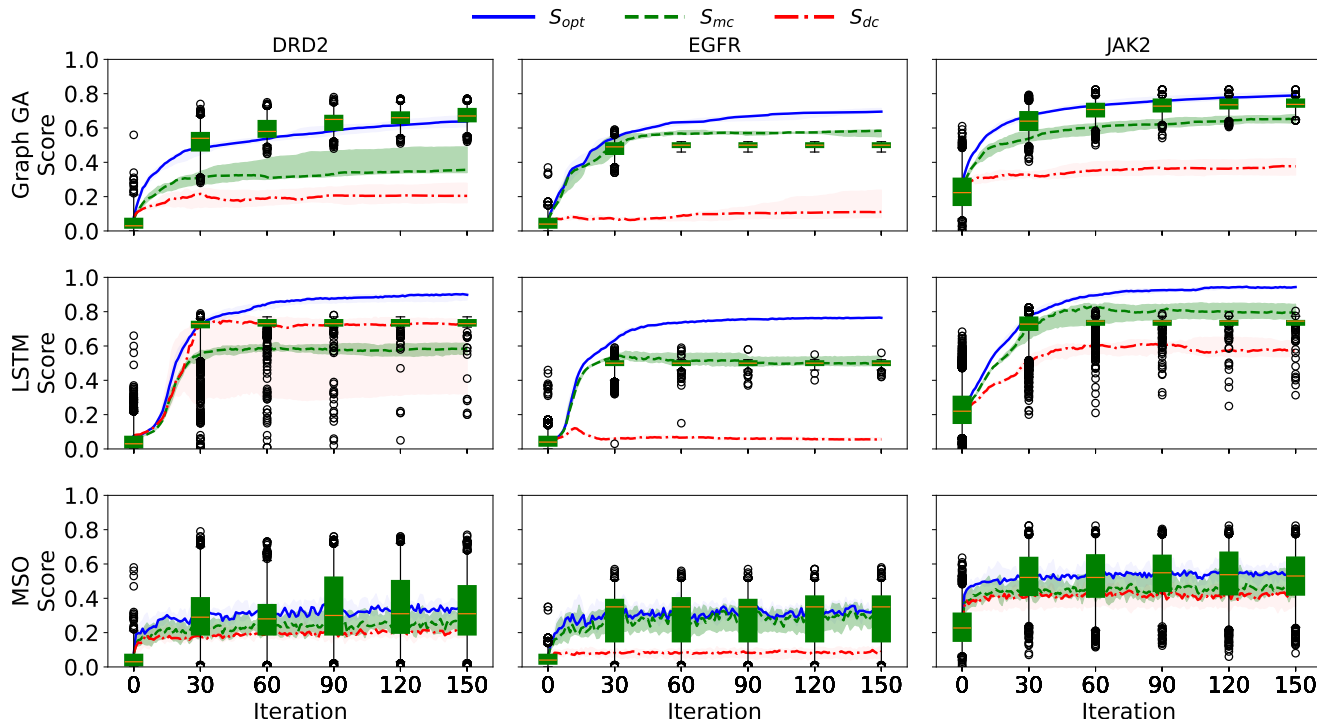 S_opt S_mc S_dc
DRD2 EGFR JAK2
Graph GA
Score
1.0
0.8
0.6
0.4
0.2
0.0
LSTM
Score
1.0
0.8
0.6
0.4
0.2
0.0
MSO
Score
1.0
0.8
0.6
0.4
0.2
0.0
0 30 60 90 120 150 0 30 60 90 120 150 0 30 60 90 120 150
Iteration Iteration Iteration